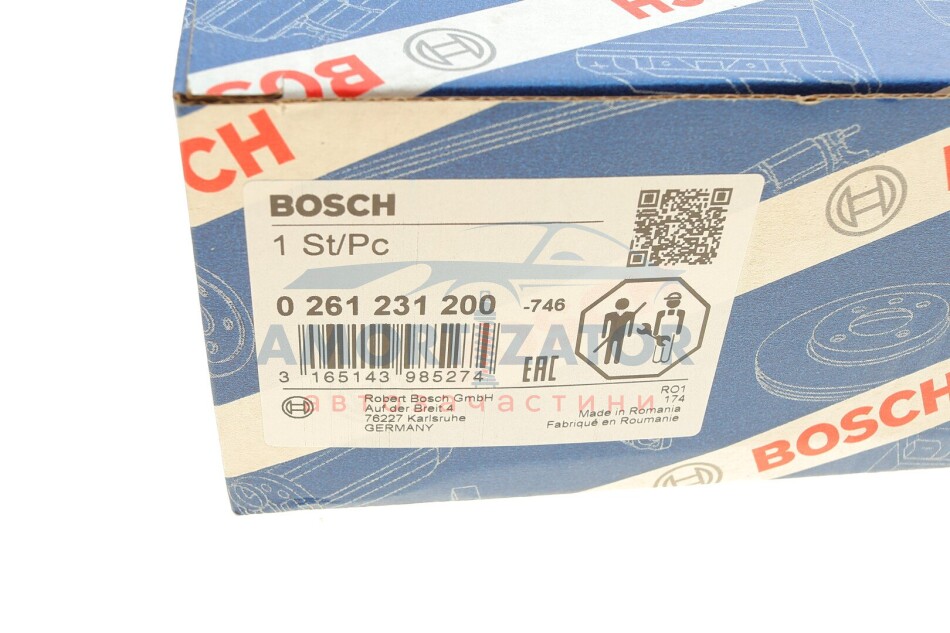 BOSCH
CH
BOSCH
1 St/Pc
0 261 231 200 -746
AMORTIZATOR
3 165143 985274
EAC
автозапчастини
Robert Bosch GmbH
Auf der Breit 4
76227 Karlsruhe
GERMANY
RO1
174
Made in Romania
Fabriqué en Roumanie
BOSCH